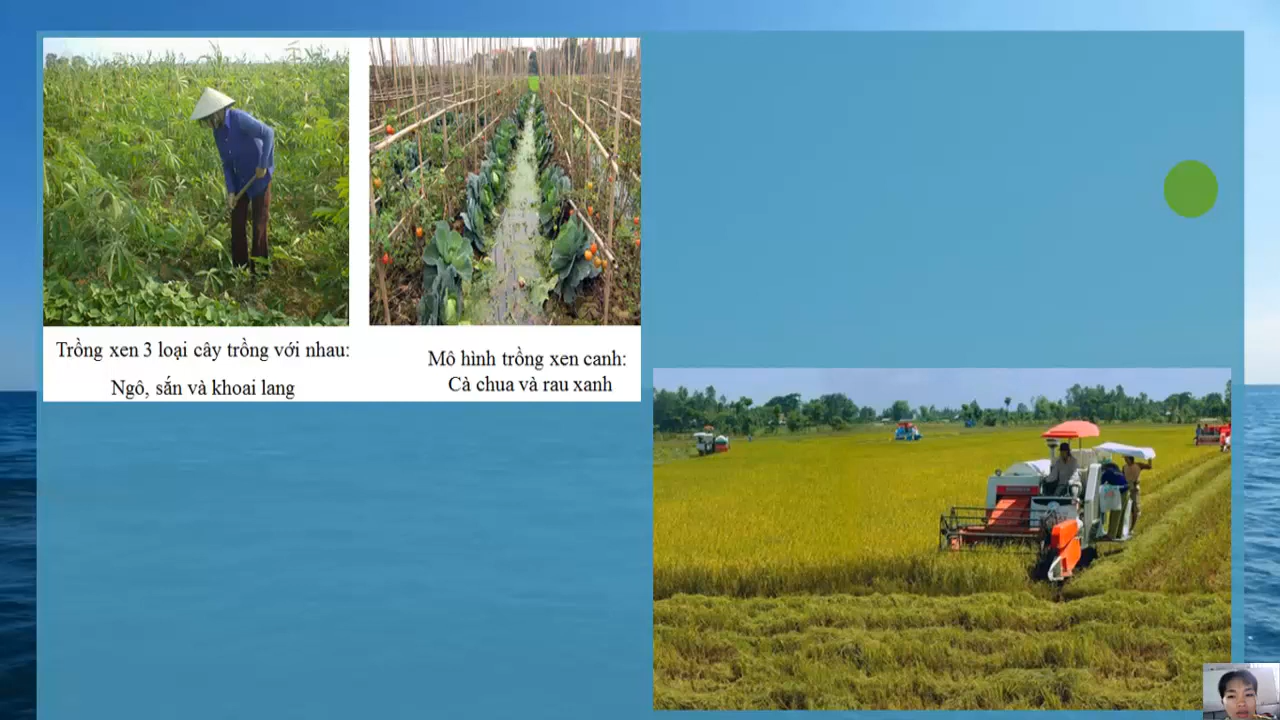 Trồng xen 3 loại cây trồng với nhau:
Ngô, sắn và khoai lang
Mô hình trồng xen canh:
Cà chua và rau xanh